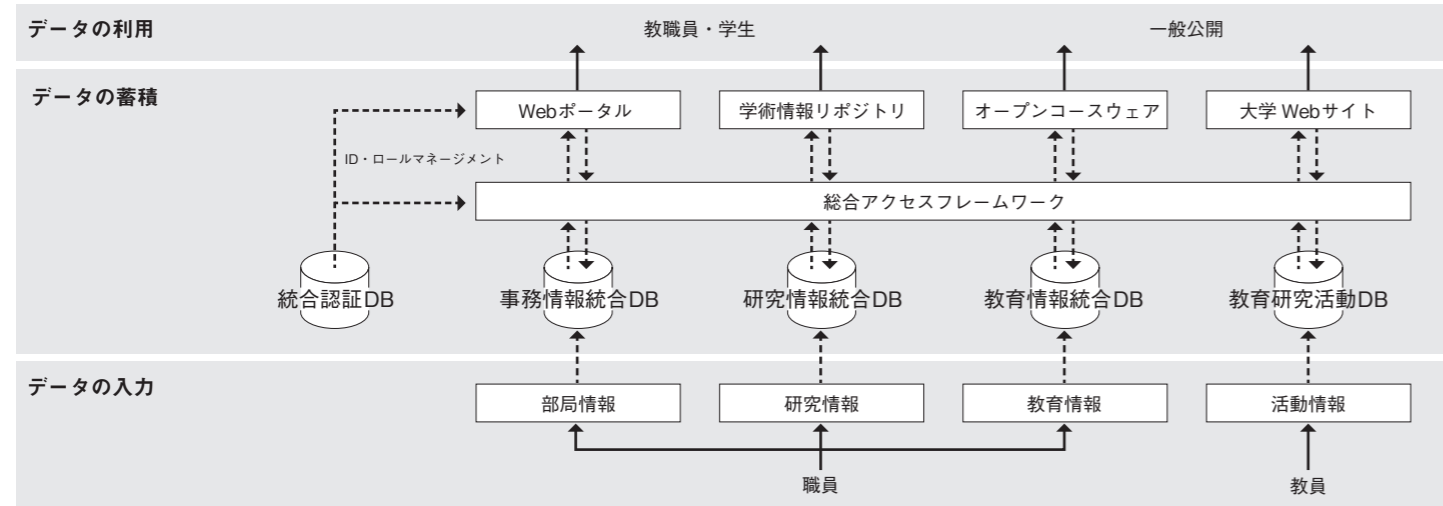 データの利用
教職員・学生
一般公開
データの蓄積
Webポータル
学術情報リポジトリ
オープンコースウェア
大学 Webサイト
ID・ロールマネージメント
総合アクセスフレームワーク
統合認証DB
事務情報統合DB
研究情報統合DB
教育情報統合DB
教育研究活動DB
データの入力
部局情報
研究情報
教育情報
活動情報
職員
教員